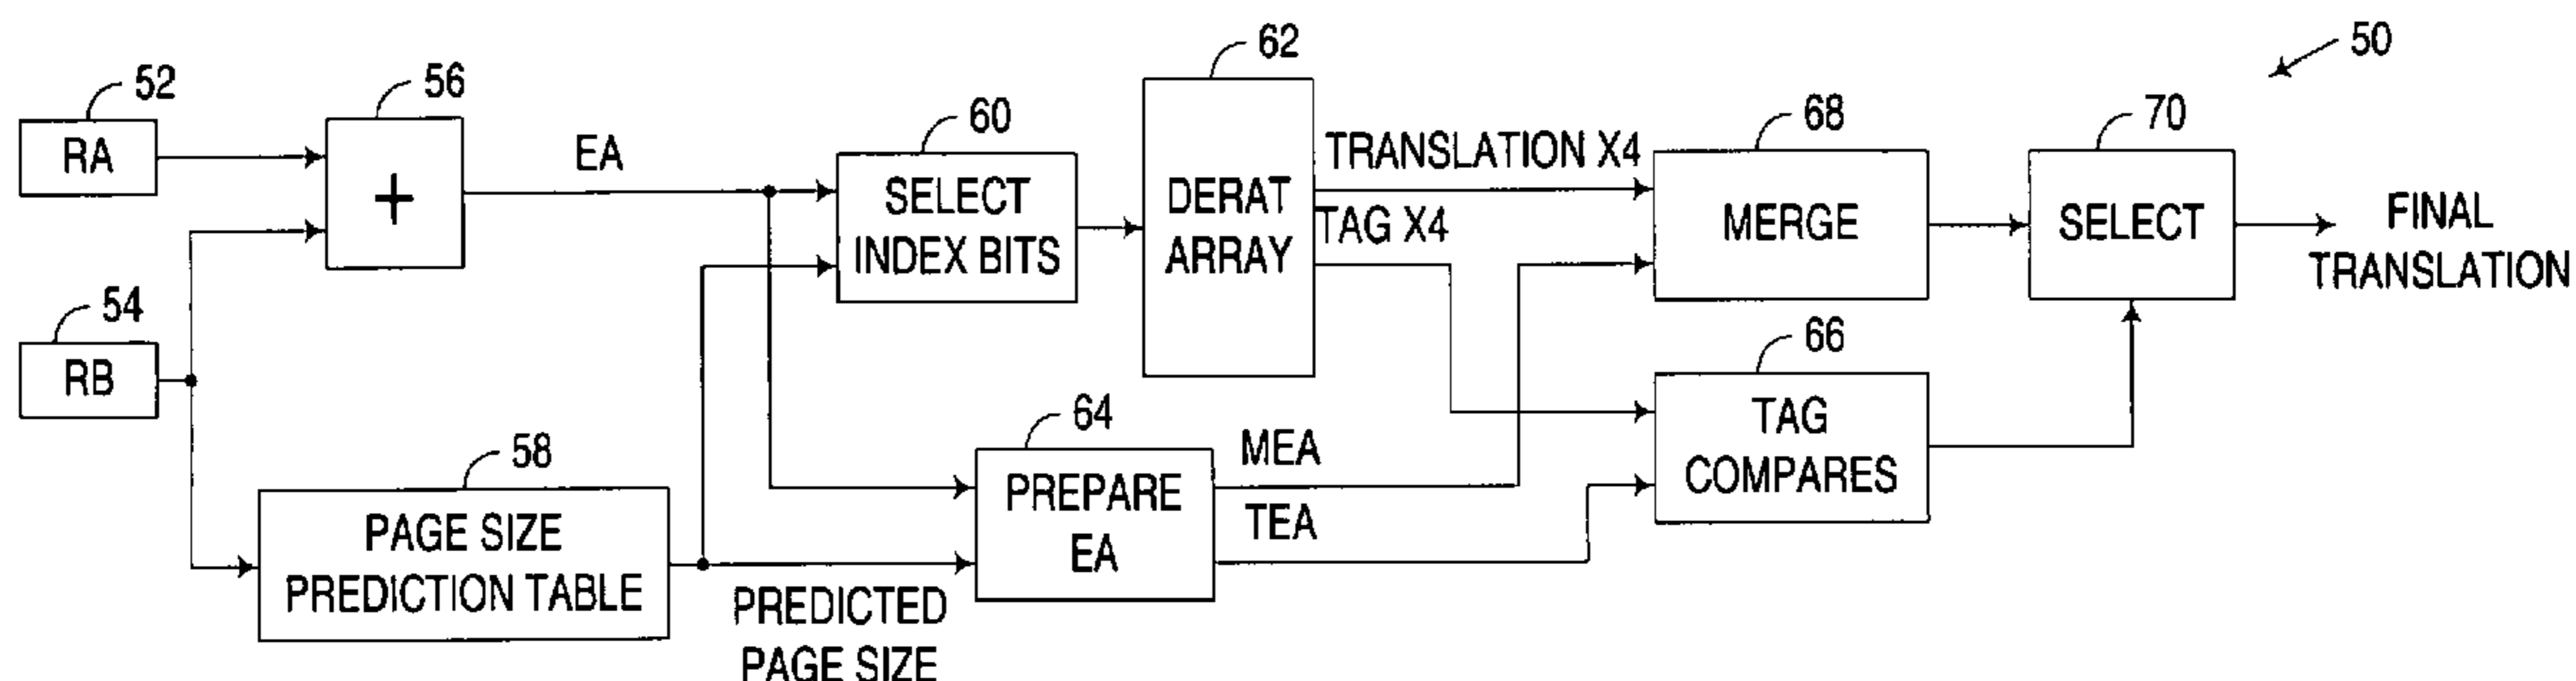 50
52
RA
54
RB
56
+
EA
58
PAGE SIZE
PREDICTION TABLE
PREDICTED
PAGE SIZE
60
SELECT
INDEX BITS
62
DERAT
ARRAY
TRANSLATION X4
TAG X4
64
PREPARE
EA
MEA
TEA
68
MERGE
66
TAG
COMPARES
70
SELECT
FINAL
TRANSLATION